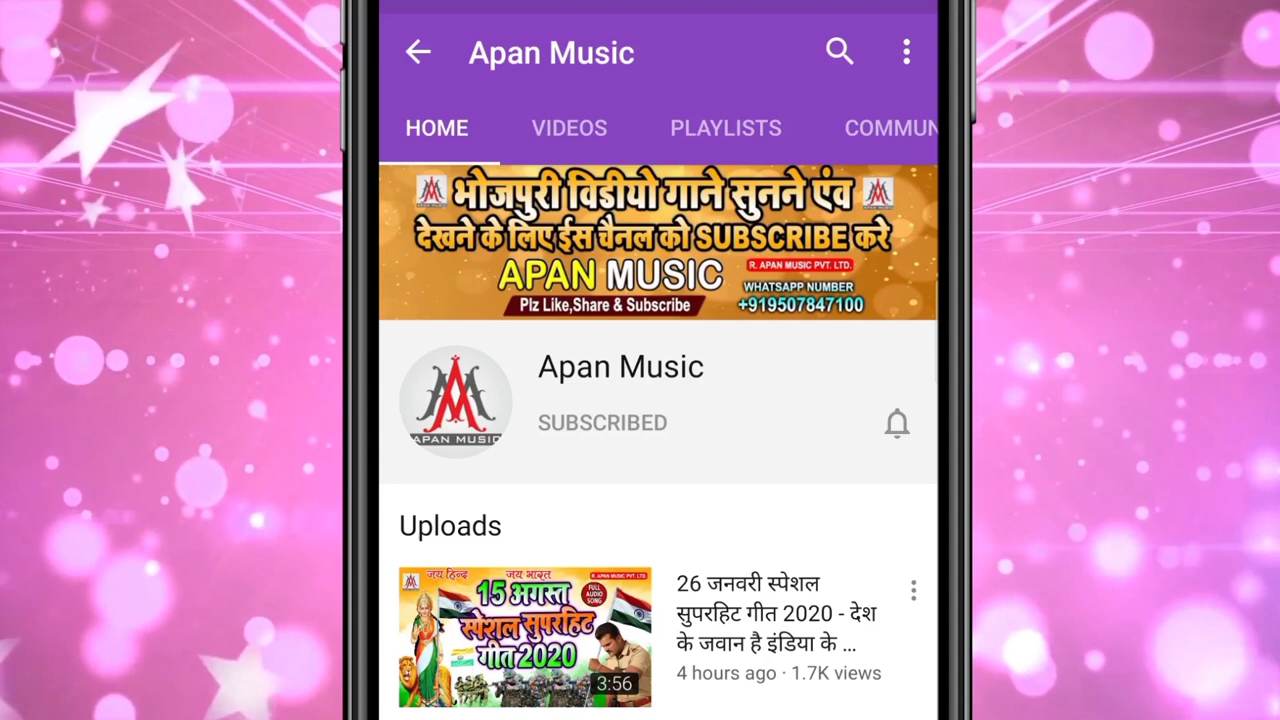 Apan Music
HOME VIDEOS PLAYLISTS COMMUN
भोजपुरी विडीयो गाने सुनने एंव
देखने के लिए ईस चैनल को SUBSCRIBE करे
APAN MUSIC
R. APAN MUSIC PVT. LTD.
WHATSAPP NUMBER
Plz Like,Share & Subscribe
+919507847100
Apan Music
SUBSCRIBED
APAN MUSIC
Uploads
जय हिन्द जय भारत
R. APAN MUSIC PVT. LTD
15 अगस्त
FULL
AUDIO
SONG
स्पेशल सुपरहिट
गीत 2020
3:56
26 जनवरी स्पेशल
सुपरहिट गीत 2020 - देश
के जवान है इंडिया के ...
4 hours ago · 1.7K views